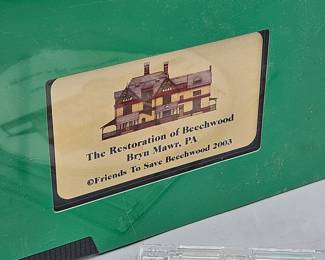 The Restoration of Beechwood
Bryn Mawr, PA
©Friends To Save Beechwood 2003